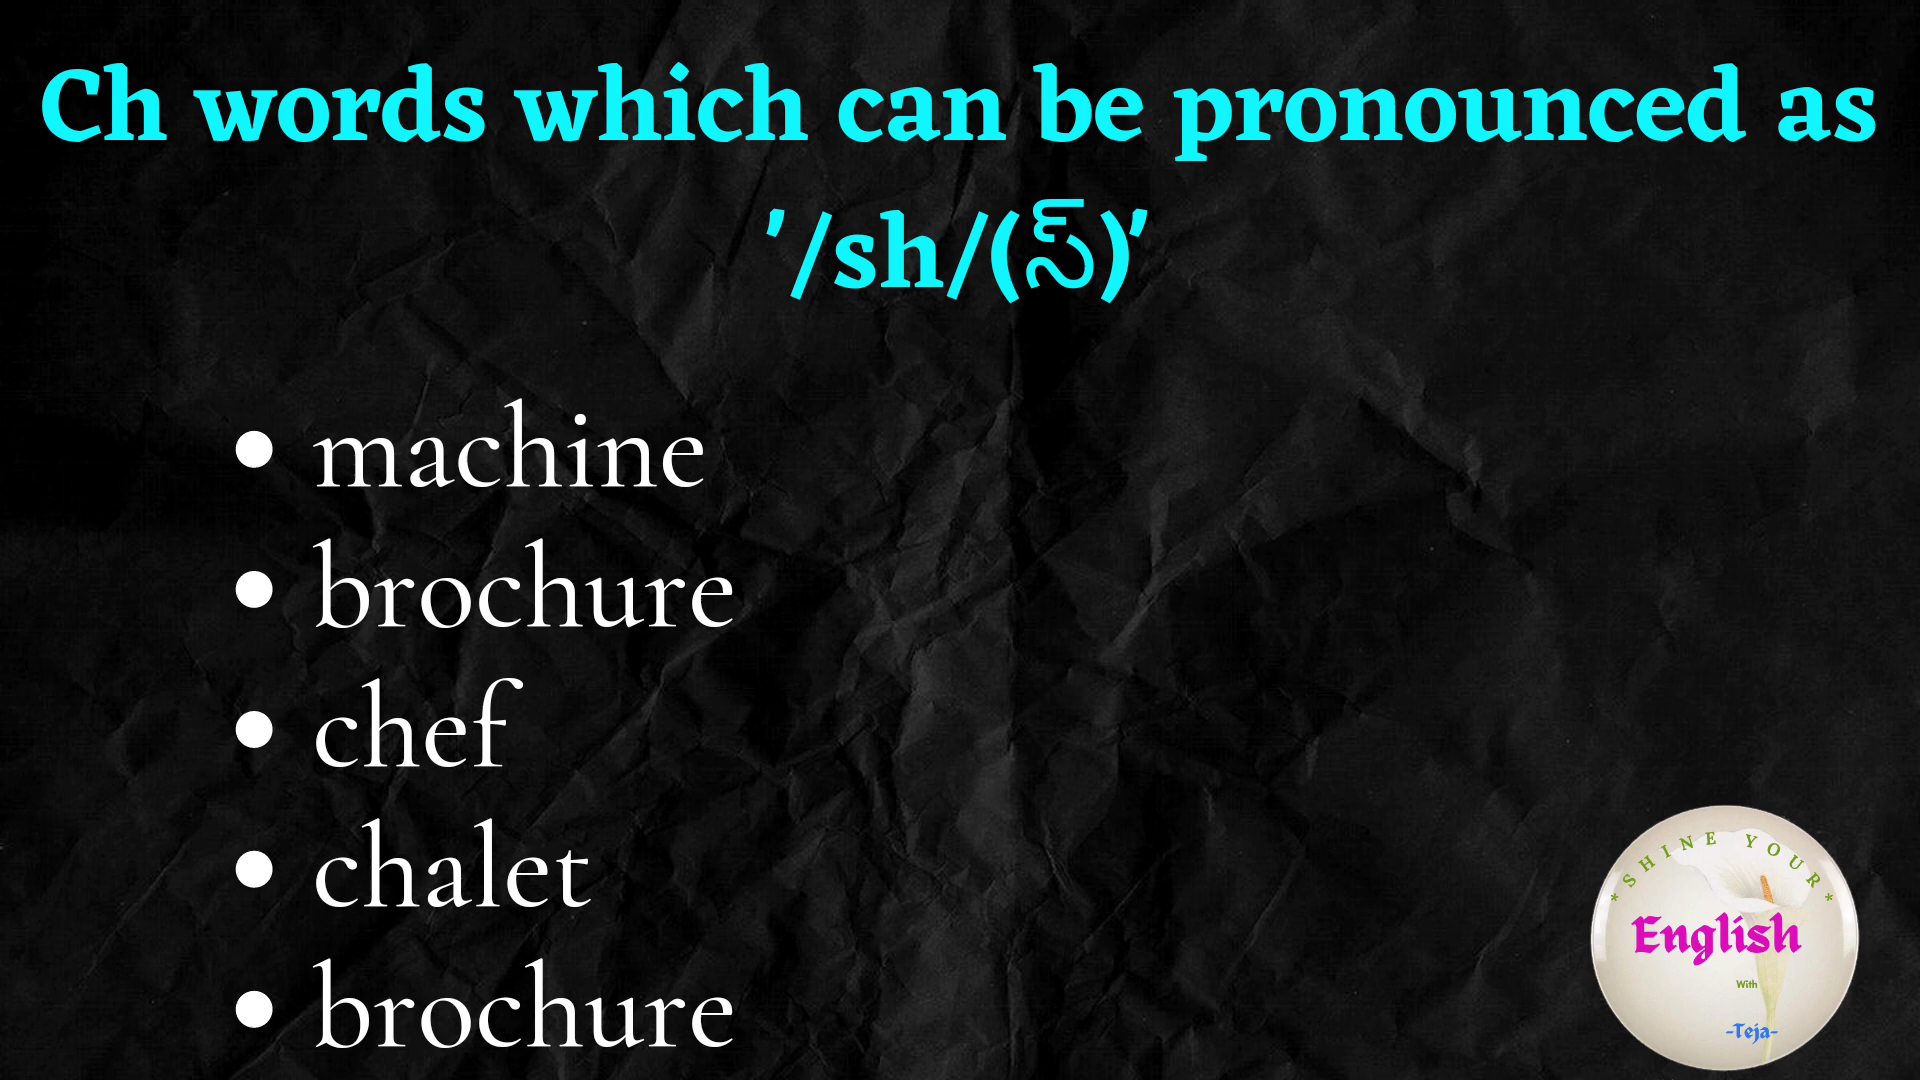 Ch words which can be pronounced as
'/sh/(స్)'
• machine
• brochure
• chef
• chalet
• brochure
* SHINE YOUR *
English
With
-Teja-